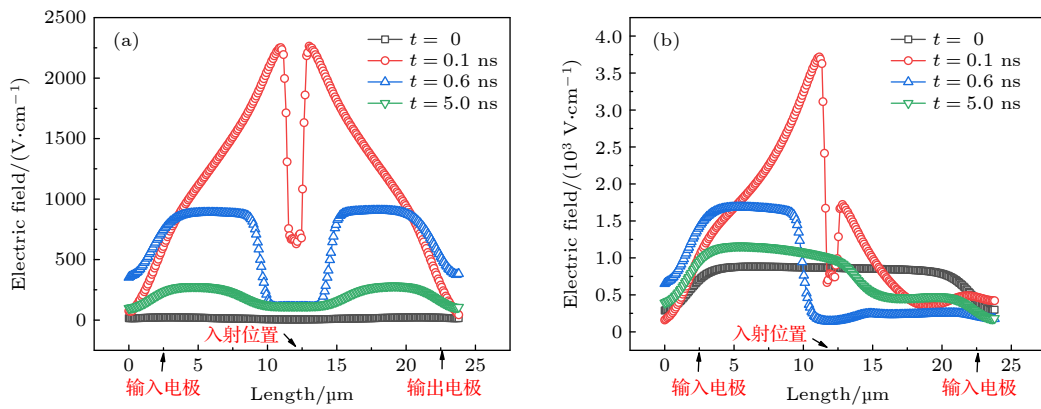 (a)
t = 0
t = 0.1 ns
t = 0.6 ns
t = 5.0 ns
Electric field/(V·cm⁻¹)
2500
2000
1500
1000
500
0
0 5 10 15 20 25
入射位置
输入电极
输出电极
Length/μm
(b)
t = 0
t = 0.1 ns
t = 0.6 ns
t = 5.0 ns
Electric field/(10³ V·cm⁻¹)
4.0
3.5
3.0
2.5
2.0
1.5
1.0
0.5
0
0 5 10 15 20 25
入射位置
输入电极
输出电极
Length/μm